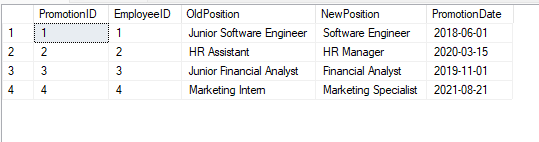 PromotionID EmployeeID OldPosition NewPosition PromotionDate
1 1 1 Junior Software Engineer Software Engineer 2018-06-01
2 2 2 HR Assistant HR Manager 2020-03-15
3 3 3 Junior Financial Analyst Financial Analyst 2019-11-01
4 4 4 Marketing Intern Marketing Specialist 2021-08-21